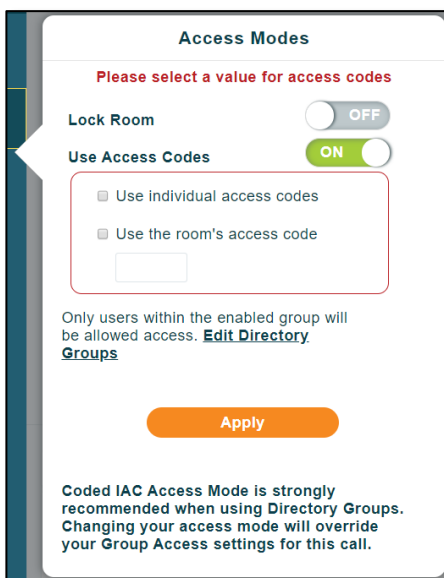 Access Modes
Please select a value for access codes
Lock Room
OFF
Use Access Codes
ON
Use individual access codes
Use the room's access code
Only users within the enabled group will
be allowed access. Edit Directory
Groups
Apply
Coded IAC Access Mode is strongly
recommended when using Directory Groups.
Changing your access mode will override
your Group Access settings for this call.